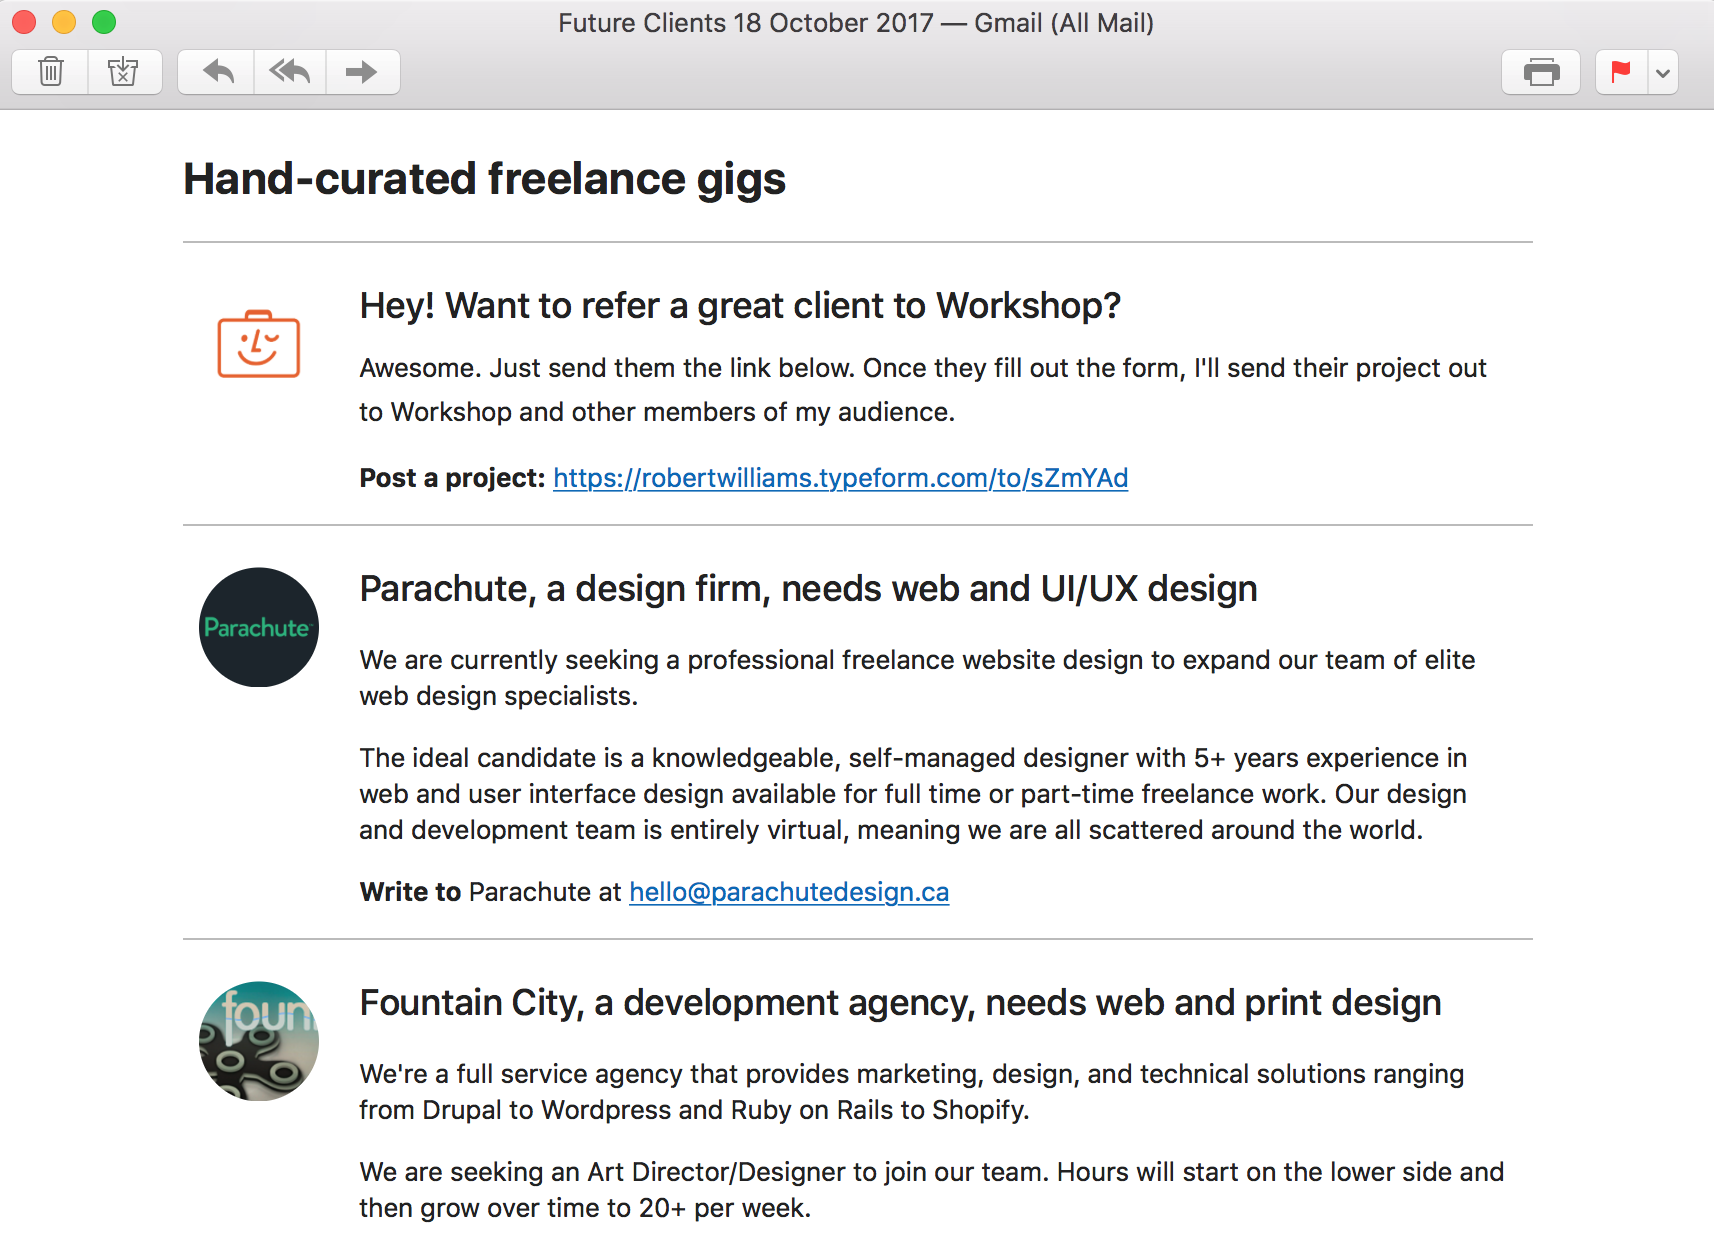 Future Clients 18 October 2017 — Gmail (All Mail)
Hand-curated freelance gigs
Hey! Want to refer a great client to Workshop?
Awesome. Just send them the link below. Once they fill out the form, I'll send their project out
to Workshop and other members of my audience.
Post a project: https://robertwilliams.typeform.com/to/sZmYAd
Parachute
Parachute, a design firm, needs web and UI/UX design
We are currently seeking a professional freelance website design to expand our team of elite
web design specialists.
The ideal candidate is a knowledgeable, self-managed designer with 5+ years experience in
web and user interface design available for full time or part-time freelance work. Our design
and development team is entirely virtual, meaning we are all scattered around the world.
Write to Parachute at hello@parachutedesign.ca
foun
Fountain City, a development agency, needs web and print design
We're a full service agency that provides marketing, design, and technical solutions ranging
from Drupal to Wordpress and Ruby on Rails to Shopify.
We are seeking an Art Director/Designer to join our team. Hours will start on the lower side and
then grow over time to 20+ per week.